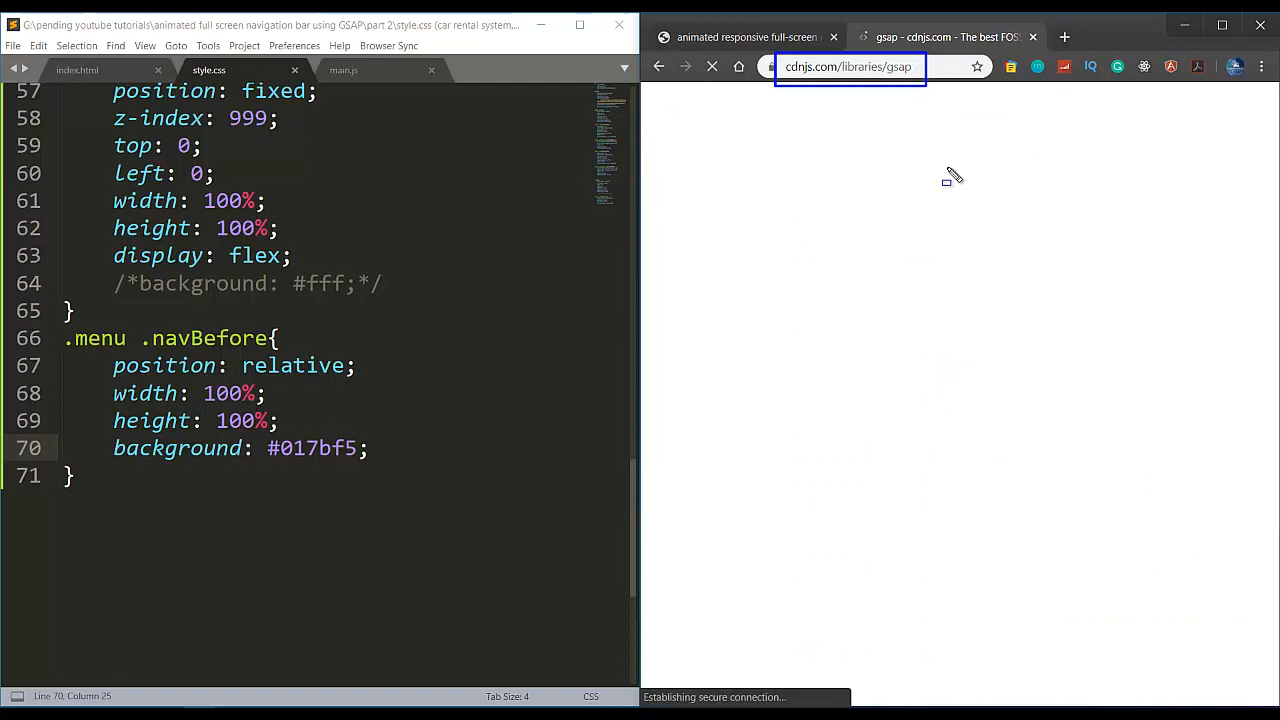 G:\pending youtube tutorials\animated full screen navigation bar using GSAP\part 2\style.css (car rental system,...
File Edit Selection Find View Goto Tools Project Preferences Help Browser Sync
index.html style.css main.js
57 position: fixed;
58 z-index: 999;
59 top: 0;
60 left: 0;
61 width: 100%;
62 height: 100%;
63 display: flex;
64 /*background: #fff;*/
65 }
66 .menu .navBefore{
67 position: relative;
68 width: 100%;
69 height: 100%;
70 background: #017bf5;
71 }
Line 70, Column 25 Tab Size: 4 CSS
animated responsive full-screen gsap - cdnjs.com - The best FOSS
cdnjs.com/libraries/gsap
Establishing secure connection...